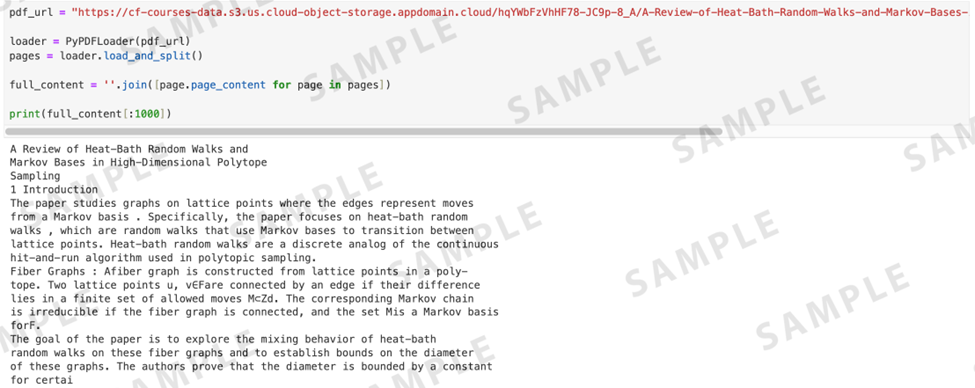 pdf_url = "https://cf-courses-data.s3.us.cloud-object-storage.appdomain.cloud/hqYWbFzVhHF78-JC9p-8_A/A-Review-of-Heat-Bath-Random-Walks-and-Markov-Bases-
loader = PyPDFLoader(pdf_url)
pages = loader.load_and_split()
full_content = ''.join([page.page_content for page in pages])
print(full_content[:1000])
A Review of Heat-Bath Random Walks and
Markov Bases in High-Dimensional Polytope
Sampling
1 Introduction
The paper studies graphs on lattice points where the edges represent moves
from a Markov basis . Specifically, the paper focuses on heat-bath random
walks , which are random walks that use Markov bases to transition between
lattice points. Heat-bath random walks are a discrete analog of the continuous
hit-and-run algorithm used in polytopic sampling.
Fiber Graphs : Afiber graph is constructed from lattice points in a poly-
tope. Two lattice points u, v∈Fare connected by an edge if their difference
lies in a finite set of allowed moves M⊂Zd. The corresponding Markov chain
is irreducible if the fiber graph is connected, and the set Mis a Markov basis
forF.
The goal of the paper is to explore the mixing behavior of heat-bath
random walks on these fiber graphs and to establish bounds on the diameter
of these graphs. The authors prove that the diameter is bounded by a constant
for certai
SAMPLE
SAMPLE
SAMPLE
SAMPLE
SAMPLE
SAMPLE
SAMPLE
SAMPLE
SAMPLE
SAMPLE